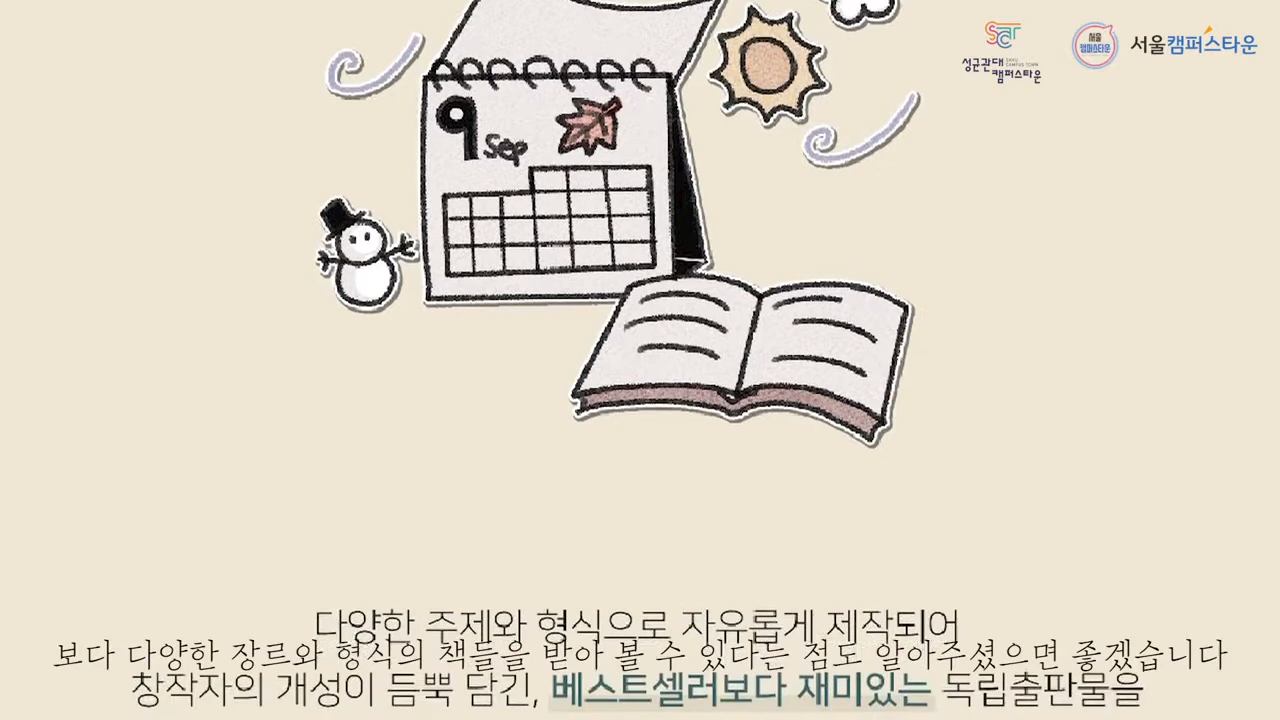 성균관대
SKKU
CAMPUS TOWN
캠퍼스타운
서울
캠퍼스타운
서울캠퍼스타운
9
Sep
다양한 주제와 형식으로 자유롭게 제작되어
보다 다양한 장르와 형식의 책들을 받아 볼 수 있다는 점도 알아주셨으면 좋겠습니다
창작자의 개성이 듬뿍 담긴, 베스트셀러보다 재미있는 독립출판물을